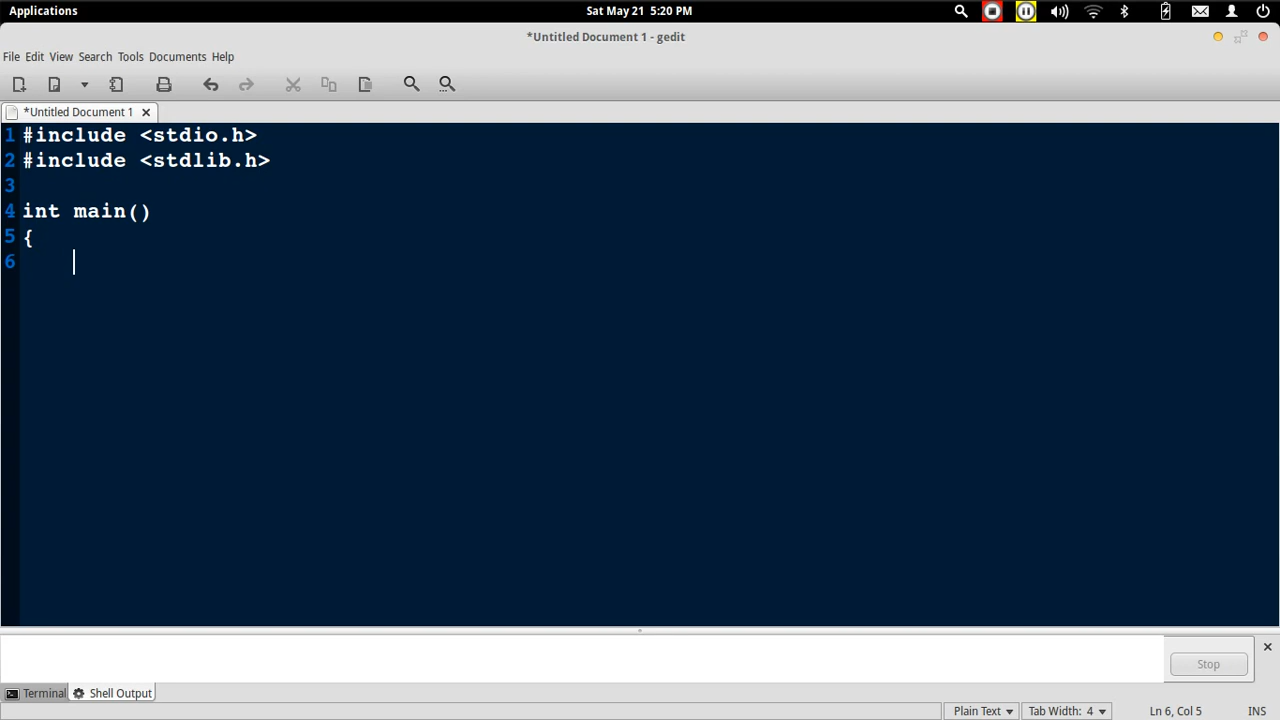 Applications
Sat May 21 5:20 PM
*Untitled Document 1 - gedit
File Edit View Search Tools Documents Help
*Untitled Document 1
1 #include <stdio.h>
2 #include <stdlib.h>
3
4 int main()
5 {
6
Stop
Terminal Shell Output
Plain Text Tab Width: 4 Ln 6, Col 5 INS